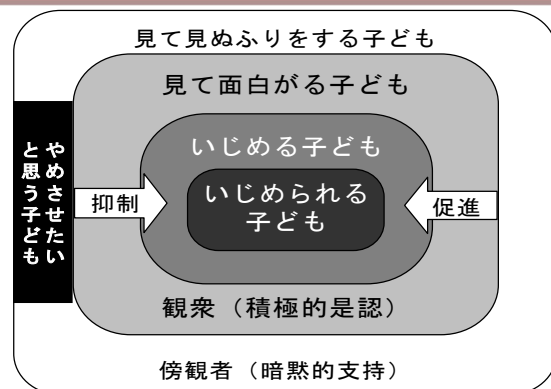 見て見ぬふりをする子ども
見て面白がる子ども
いじめる子ども
いじめられる
子ども
やめさせたい
と思う子ども
抑制
促進
観衆（積極的是認）
傍観者（暗黙的支持）